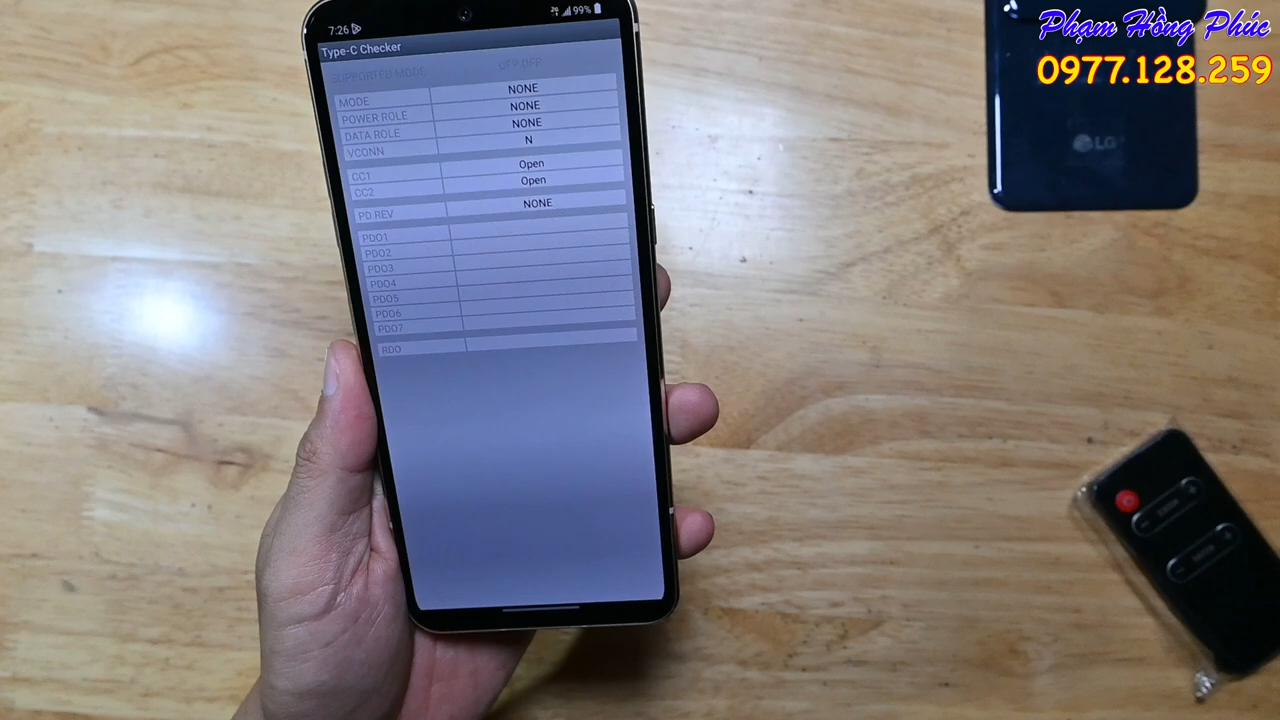 Phạm Hồng Phúc
0977.128.259
7:26
99%
Type-C Checker
SUPPORTED MODE UFP,DFP
MODE NONE
POWER ROLE NONE
DATA ROLE NONE
VCONN N
CC1 Open
CC2 Open
PD REV NONE
PDO1
PDO2
PDO3
PDO4
PDO5
PDO6
PDO7
RDO
LG